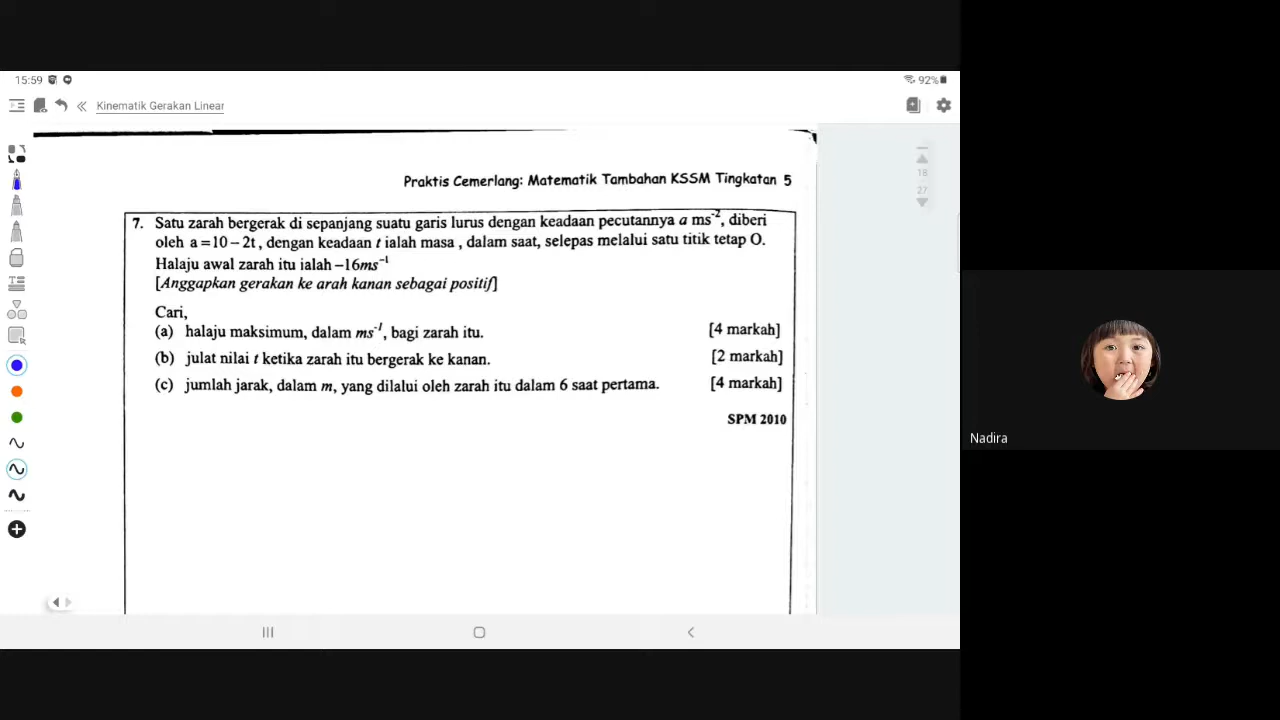 15:59 92%
Kinematik Gerakan Linear
18
27
Praktis Cemerlang: Matematik Tambahan KSSM Tingkatan 5
7. Satu zarah bergerak di sepanjang suatu garis lurus dengan keadaan pecutannya a ms⁻², diberi
oleh a = 10 – 2t, dengan keadaan t ialah masa , dalam saat, selepas melalui satu titik tetap O.
Halaju awal zarah itu ialah –16ms⁻¹
[Anggapkan gerakan ke arah kanan sebagai positif]
Cari,
(a) halaju maksimum, dalam ms⁻¹, bagi zarah itu. [4 markah]
(b) julat nilai t ketika zarah itu bergerak ke kanan. [2 markah]
(c) jumlah jarak, dalam m, yang dilalui oleh zarah itu dalam 6 saat pertama. [4 markah]
SPM 2010
Nadira